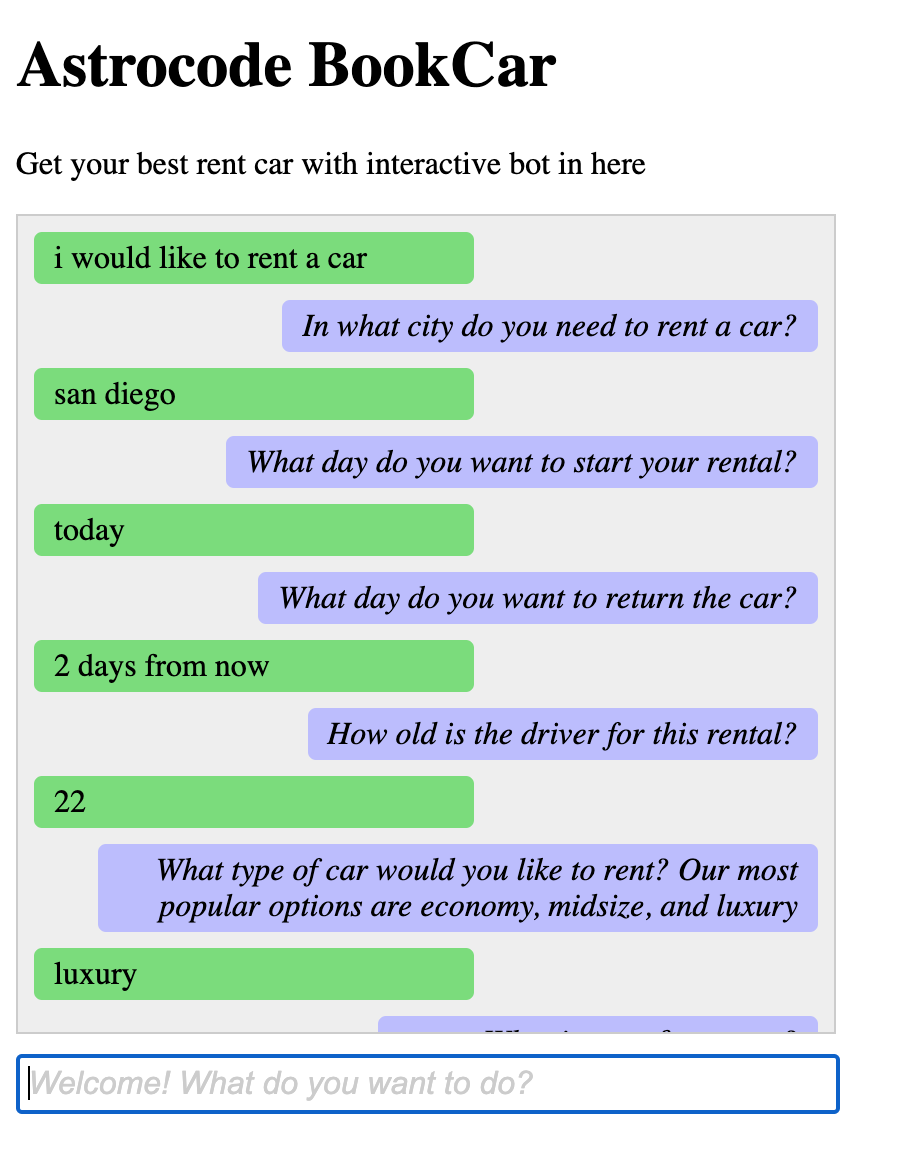 Astrocode BookCar
Get your best rent car with interactive bot in here
i would like to rent a car
In what city do you need to rent a car?
san diego
What day do you want to start your rental?
today
What day do you want to return the car?
2 days from now
How old is the driver for this rental?
22
What type of car would you like to rent? Our most
popular options are economy, midsize, and luxury
luxury
Welcome! What do you want to do?